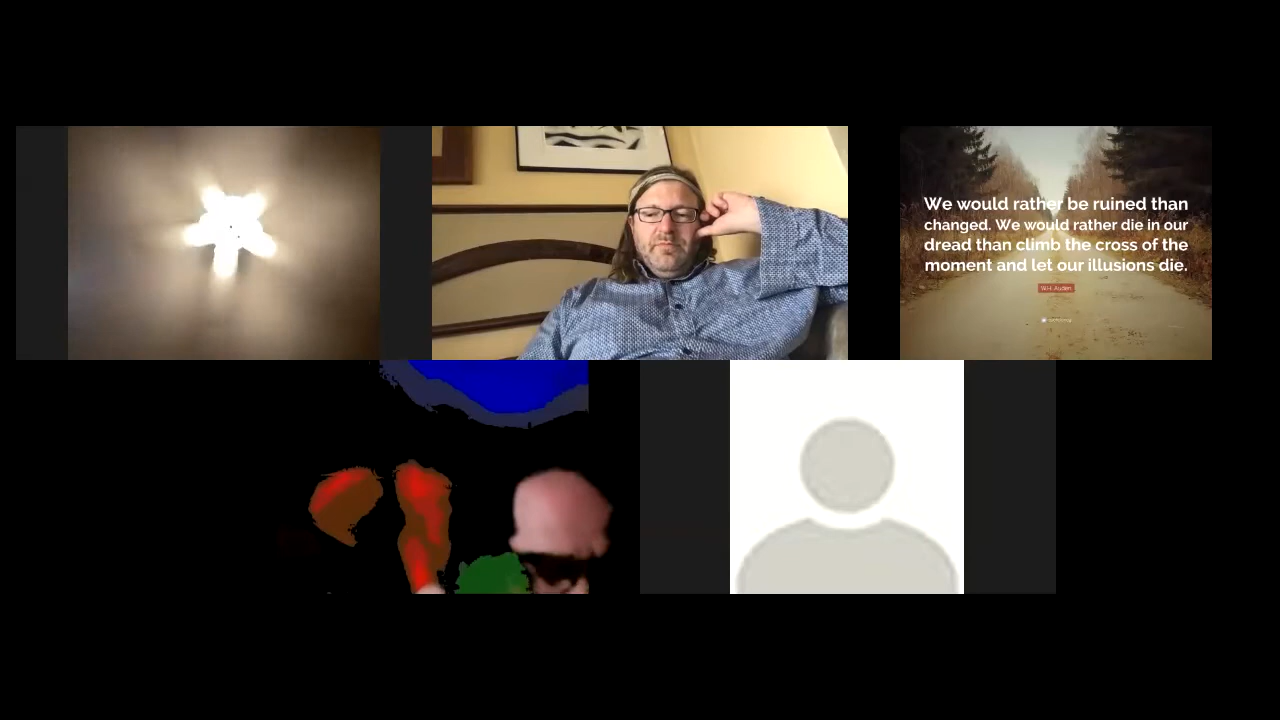 We would rather be ruined than
changed. We would rather die in our
dread than climb the cross of the
moment and let our illusions die.
W.H. Auden